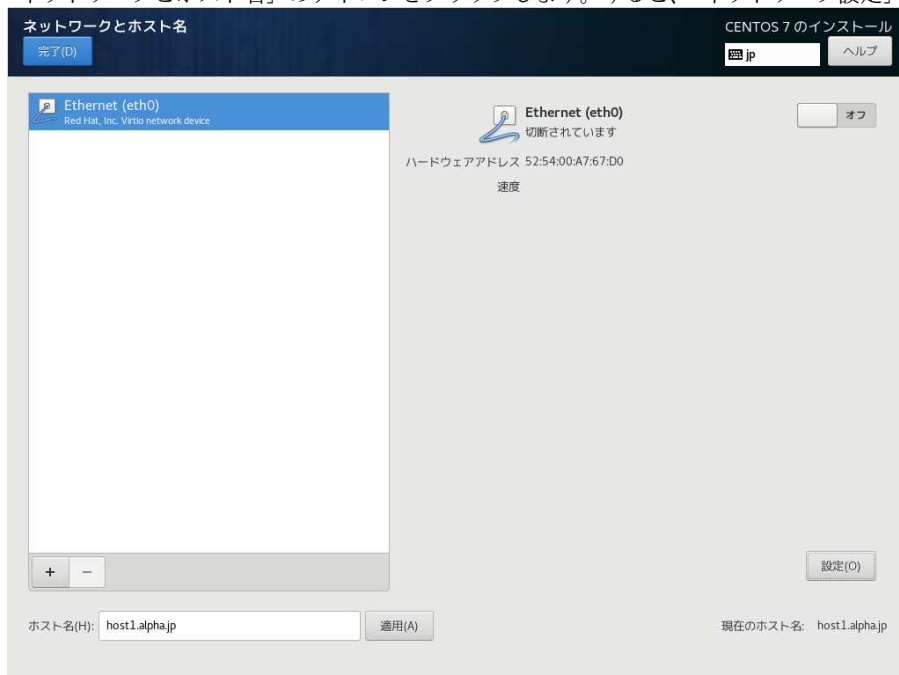 ネットワークとホスト名
CENTOS 7 のインストール
完了(D)
jp
ヘルプ
Ethernet (eth0)
Red Hat, Inc. Virtio network device
Ethernet (eth0)
切断されています
オフ
ハードウェアアドレス 52:54:00:A7:67:D0
速度
+
−
設定(O)
ホスト名(H):
host1.alpha.jp
適用(A)
現在のホスト名:
host1.alpha.jp